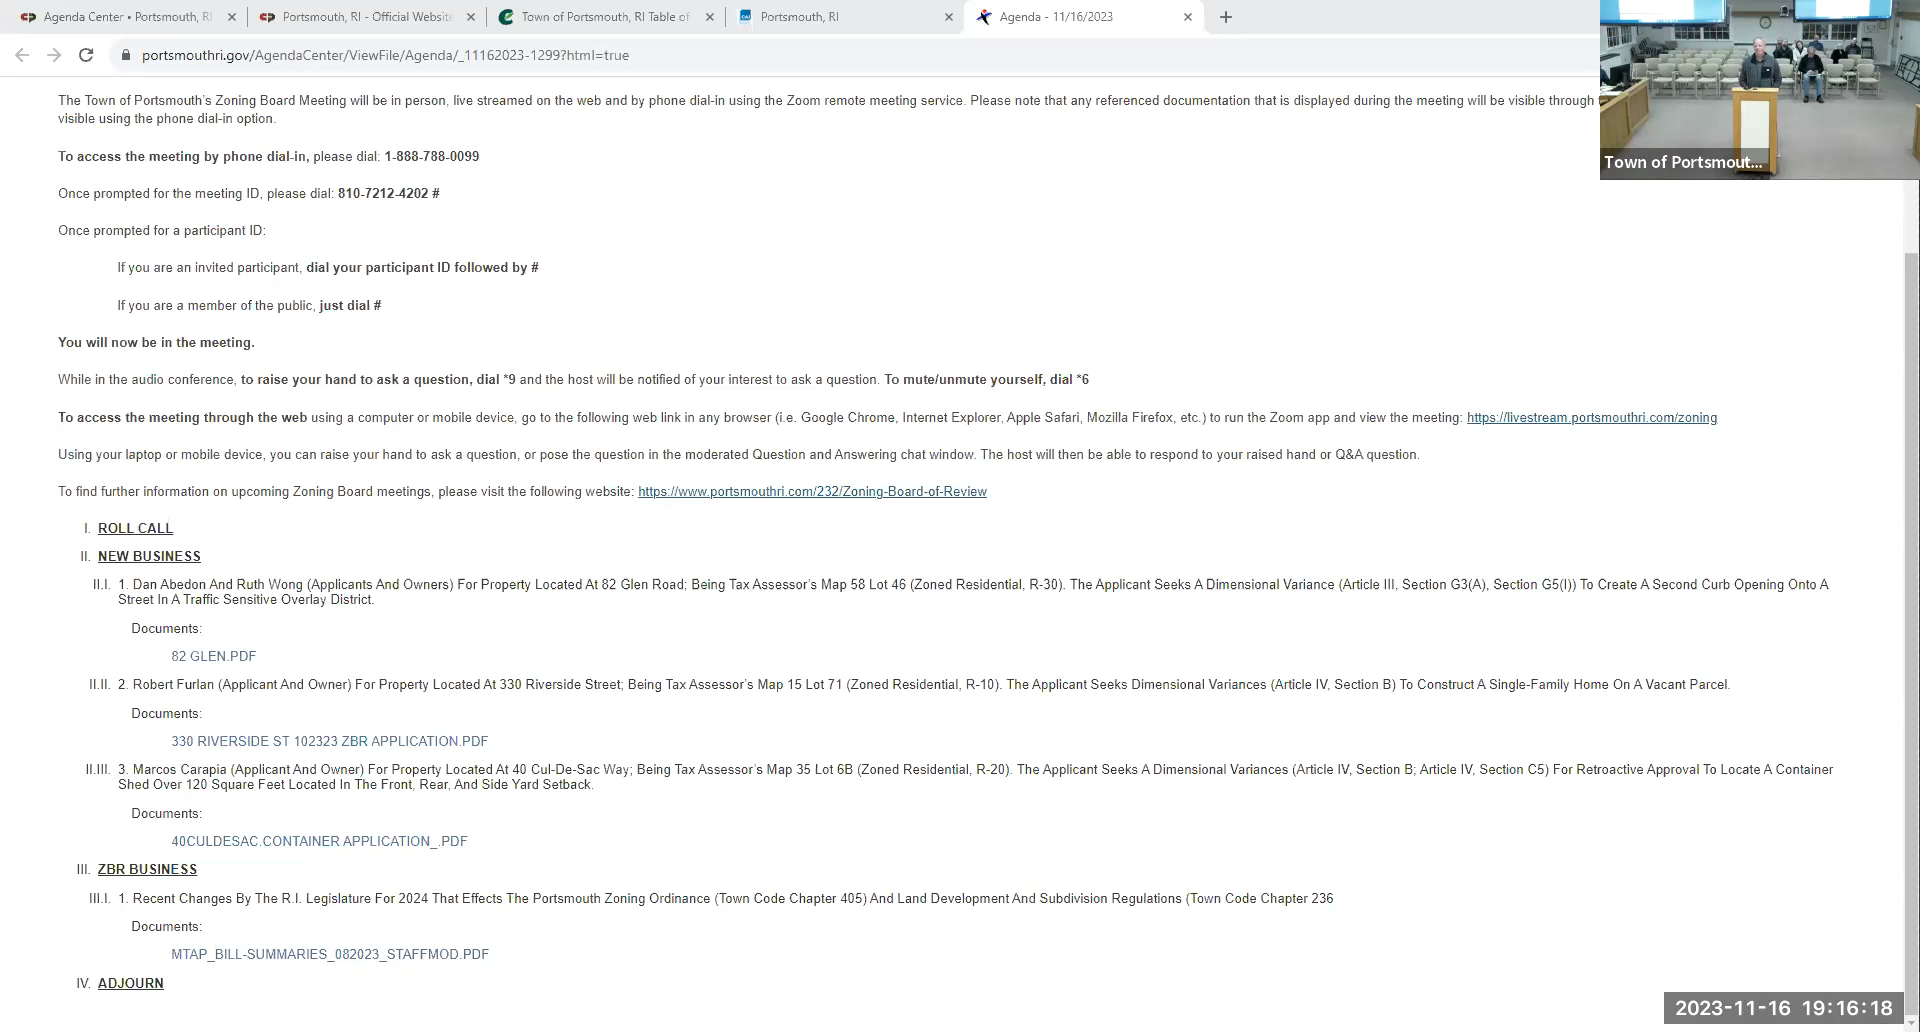 Agenda Center • Portsmouth, RI
Portsmouth, RI - Official Website
Town of Portsmouth, RI Table of
Portsmouth, RI
Agenda - 11/16/2023
portsmouthri.gov/AgendaCenter/ViewFile/Agenda/_11162023-1299?html=true
The Town of Portsmouth's Zoning Board Meeting will be in person, live streamed on the web and by phone dial-in using the Zoom remote meeting service. Please note that any referenced documentation that is displayed during the meeting will be visible through
visible using the phone dial-in option.
Town of Portsmout...
To access the meeting by phone dial-in, please dial: 1-888-788-0099
Once prompted for the meeting ID, please dial: 810-7212-4202 #
Once prompted for a participant ID:
If you are an invited participant, dial your participant ID followed by #
If you are a member of the public, just dial #
You will now be in the meeting.
While in the audio conference, to raise your hand to ask a question, dial *9 and the host will be notified of your interest to ask a question. To mute/unmute yourself, dial *6
To access the meeting through the web using a computer or mobile device, go to the following web link in any browser (i.e. Google Chrome, Internet Explorer, Apple Safari, Mozilla Firefox, etc.) to run the Zoom app and view the meeting: https://livestream.portsmouthri.com/zoning
Using your laptop or mobile device, you can raise your hand to ask a question, or pose the question in the moderated Question and Answering chat window. The host will then be able to respond to your raised hand or Q&A question.
To find further information on upcoming Zoning Board meetings, please visit the following website: https://www.portsmouthri.com/232/Zoning-Board-of-Review
I. ROLL CALL
II. NEW BUSINESS
II.I. 1. Dan Abedon And Ruth Wong (Applicants And Owners) For Property Located At 82 Glen Road; Being Tax Assessor's Map 58 Lot 46 (Zoned Residential, R-30). The Applicant Seeks A Dimensional Variance (Article III, Section G3(A), Section G5(I)) To Create A Second Curb Opening Onto A
Street In A Traffic Sensitive Overlay District.
Documents:
82 GLEN.PDF
II.II. 2. Robert Furlan (Applicant And Owner) For Property Located At 330 Riverside Street; Being Tax Assessor's Map 15 Lot 71 (Zoned Residential, R-10). The Applicant Seeks Dimensional Variances (Article IV, Section B) To Construct A Single-Family Home On A Vacant Parcel.
Documents:
330 RIVERSIDE ST 102323 ZBR APPLICATION.PDF
II.III. 3. Marcos Carapia (Applicant And Owner) For Property Located At 40 Cul-De-Sac Way; Being Tax Assessor's Map 35 Lot 6B (Zoned Residential, R-20). The Applicant Seeks A Dimensional Variances (Article IV, Section B; Article IV, Section C5) For Retroactive Approval To Locate A Container
Shed Over 120 Square Feet Located In The Front, Rear, And Side Yard Setback.
Documents:
40CULDESAC.CONTAINER APPLICATION_.PDF
III. ZBR BUSINESS
III.I. 1. Recent Changes By The R.I. Legislature For 2024 That Effects The Portsmouth Zoning Ordinance (Town Code Chapter 405) And Land Development And Subdivision Regulations (Town Code Chapter 236
Documents:
MTAP_BILL-SUMMARIES_082023_STAFFMOD.PDF
IV. ADJOURN
2023-11-16 19:16:18